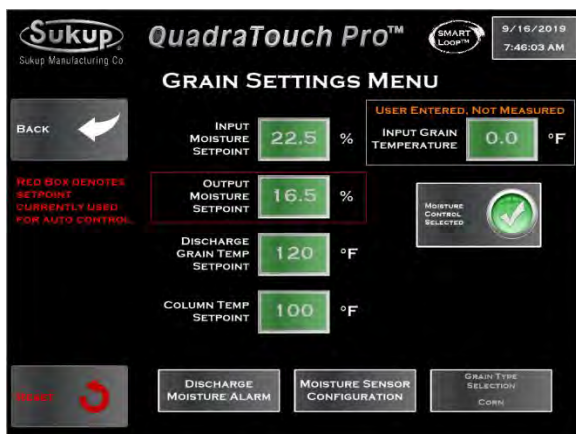 Sukup
Sukup Manufacturing Co
QuadraTouch Pro™
SMART
LOOP™
9/16/2019
7:46:03 AM
GRAIN SETTINGS MENU
BACK
INPUT
MOISTURE
SETPOINT
22.5 %
USER ENTERED, NOT MEASURED
INPUT GRAIN
TEMPERATURE
0.0 °F
RED BOX DENOTES
SETPOINT
CURRENTLY USED
FOR AUTO CONTROL
OUTPUT
MOISTURE
SETPOINT
16.5 %
MOISTURE
CONTROL
SELECTED
DISCHARGE
GRAIN TEMP
SETPOINT
120 °F
COLUMN TEMP
SETPOINT
100 °F
RESET
DISCHARGE
MOISTURE ALARM
MOISTURE SENSOR
CONFIGURATION
GRAIN TYPE
SELECTION
CORN